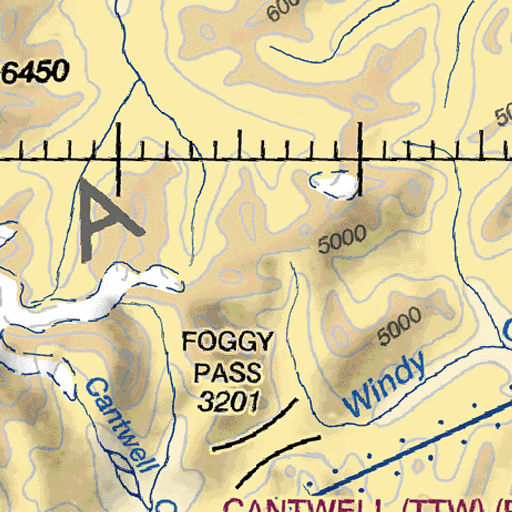 600
6450
50
A
5000
5000
FOGGY
PASS
3201
Windy
Cantwell
CANTWELL (TTW) (P